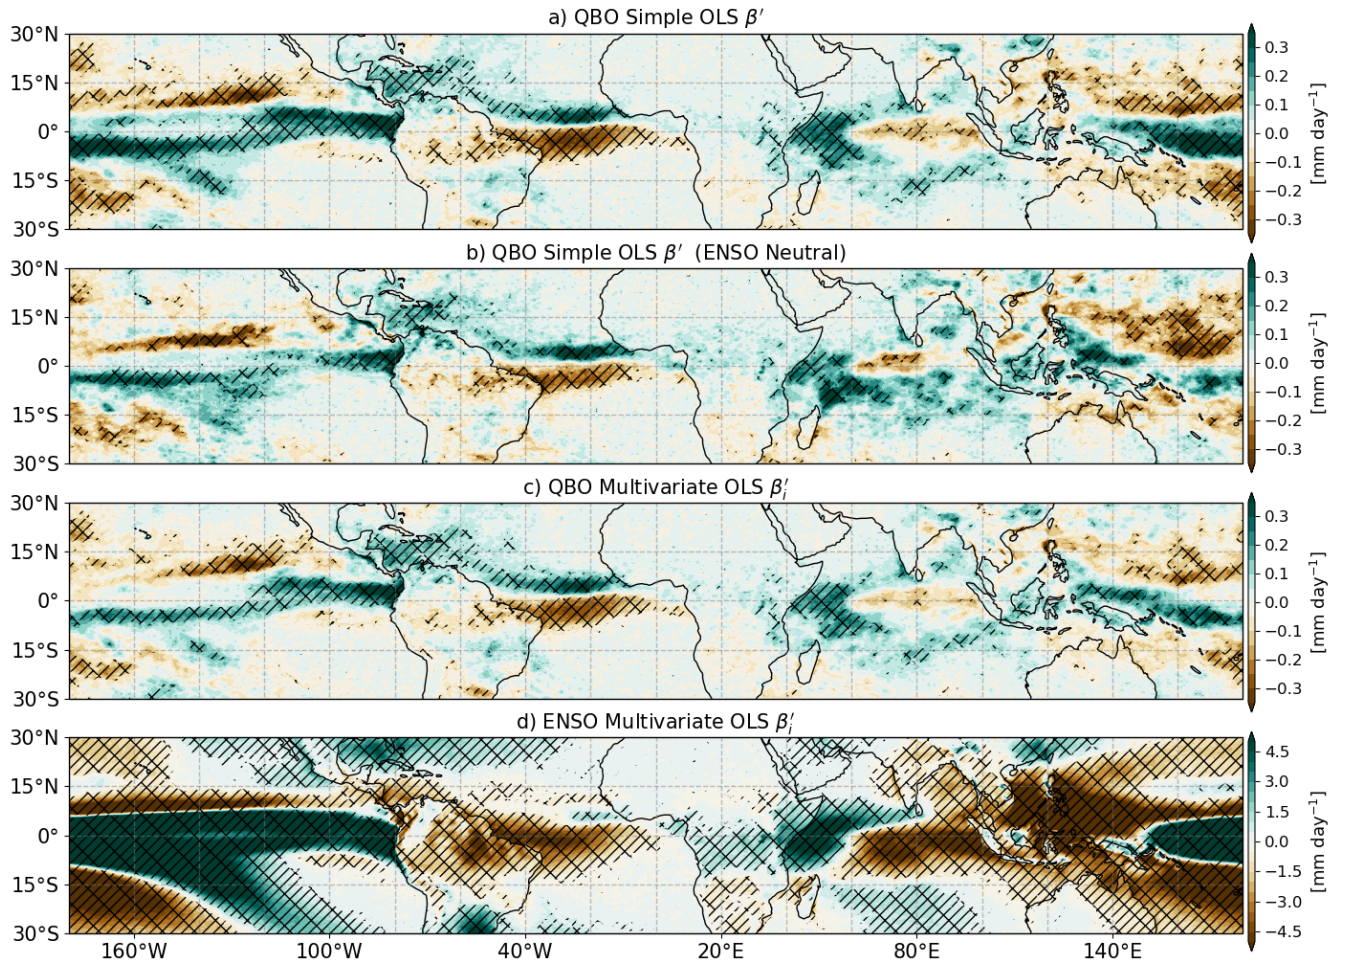 a) QBO Simple OLS β′
30°N
15°N
0°
15°S
30°S
0.3
0.2
0.1
0.0
−0.1
−0.2
−0.3
[mm day⁻¹]
b) QBO Simple OLS β′ (ENSO Neutral)
30°N
15°N
0°
15°S
30°S
0.3
0.2
0.1
0.0
−0.1
−0.2
−0.3
[mm day⁻¹]
c) QBO Multivariate OLS β′ᵢ
30°N
15°N
0°
15°S
30°S
0.3
0.2
0.1
0.0
−0.1
−0.2
−0.3
[mm day⁻¹]
d) ENSO Multivariate OLS β′ᵢ
30°N
15°N
0°
15°S
30°S
4.5
3.0
1.5
0.0
−1.5
−3.0
−4.5
[mm day⁻¹]
160°W 100°W 40°W 20°E 80°E 140°E